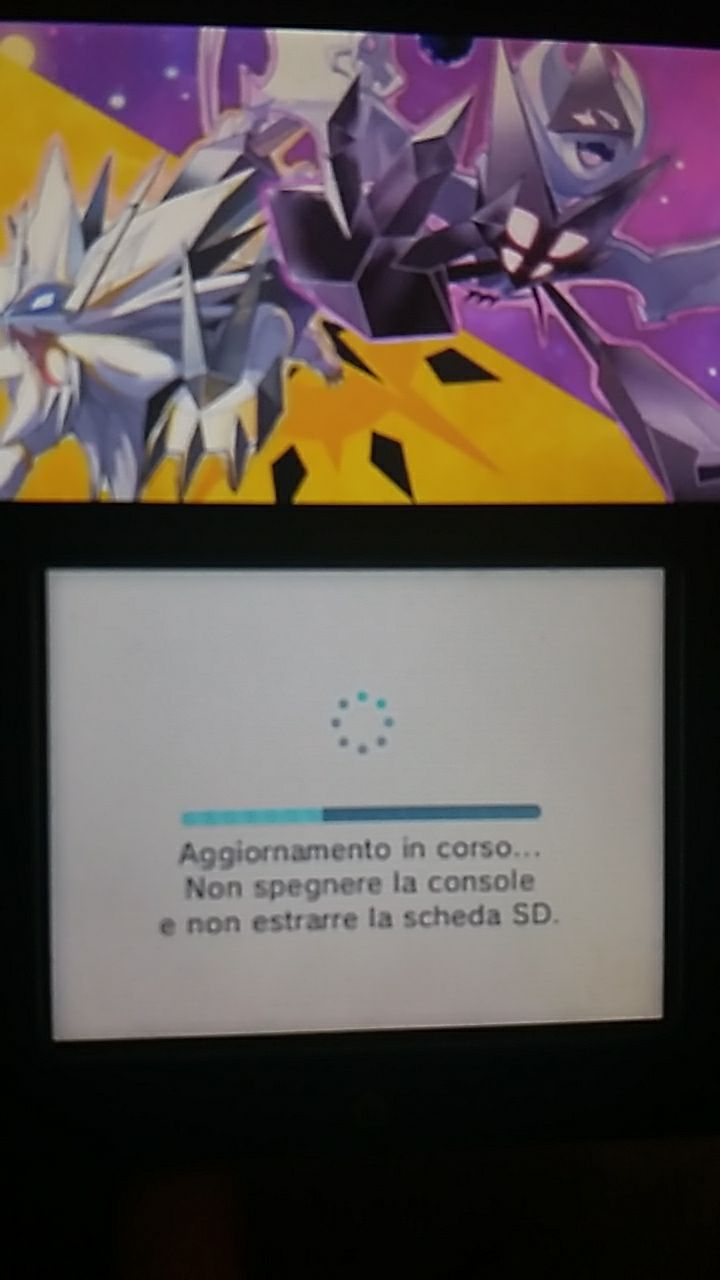 Aggiornamento in corso...
Non spegnere la console
e non estrarre la scheda SD.